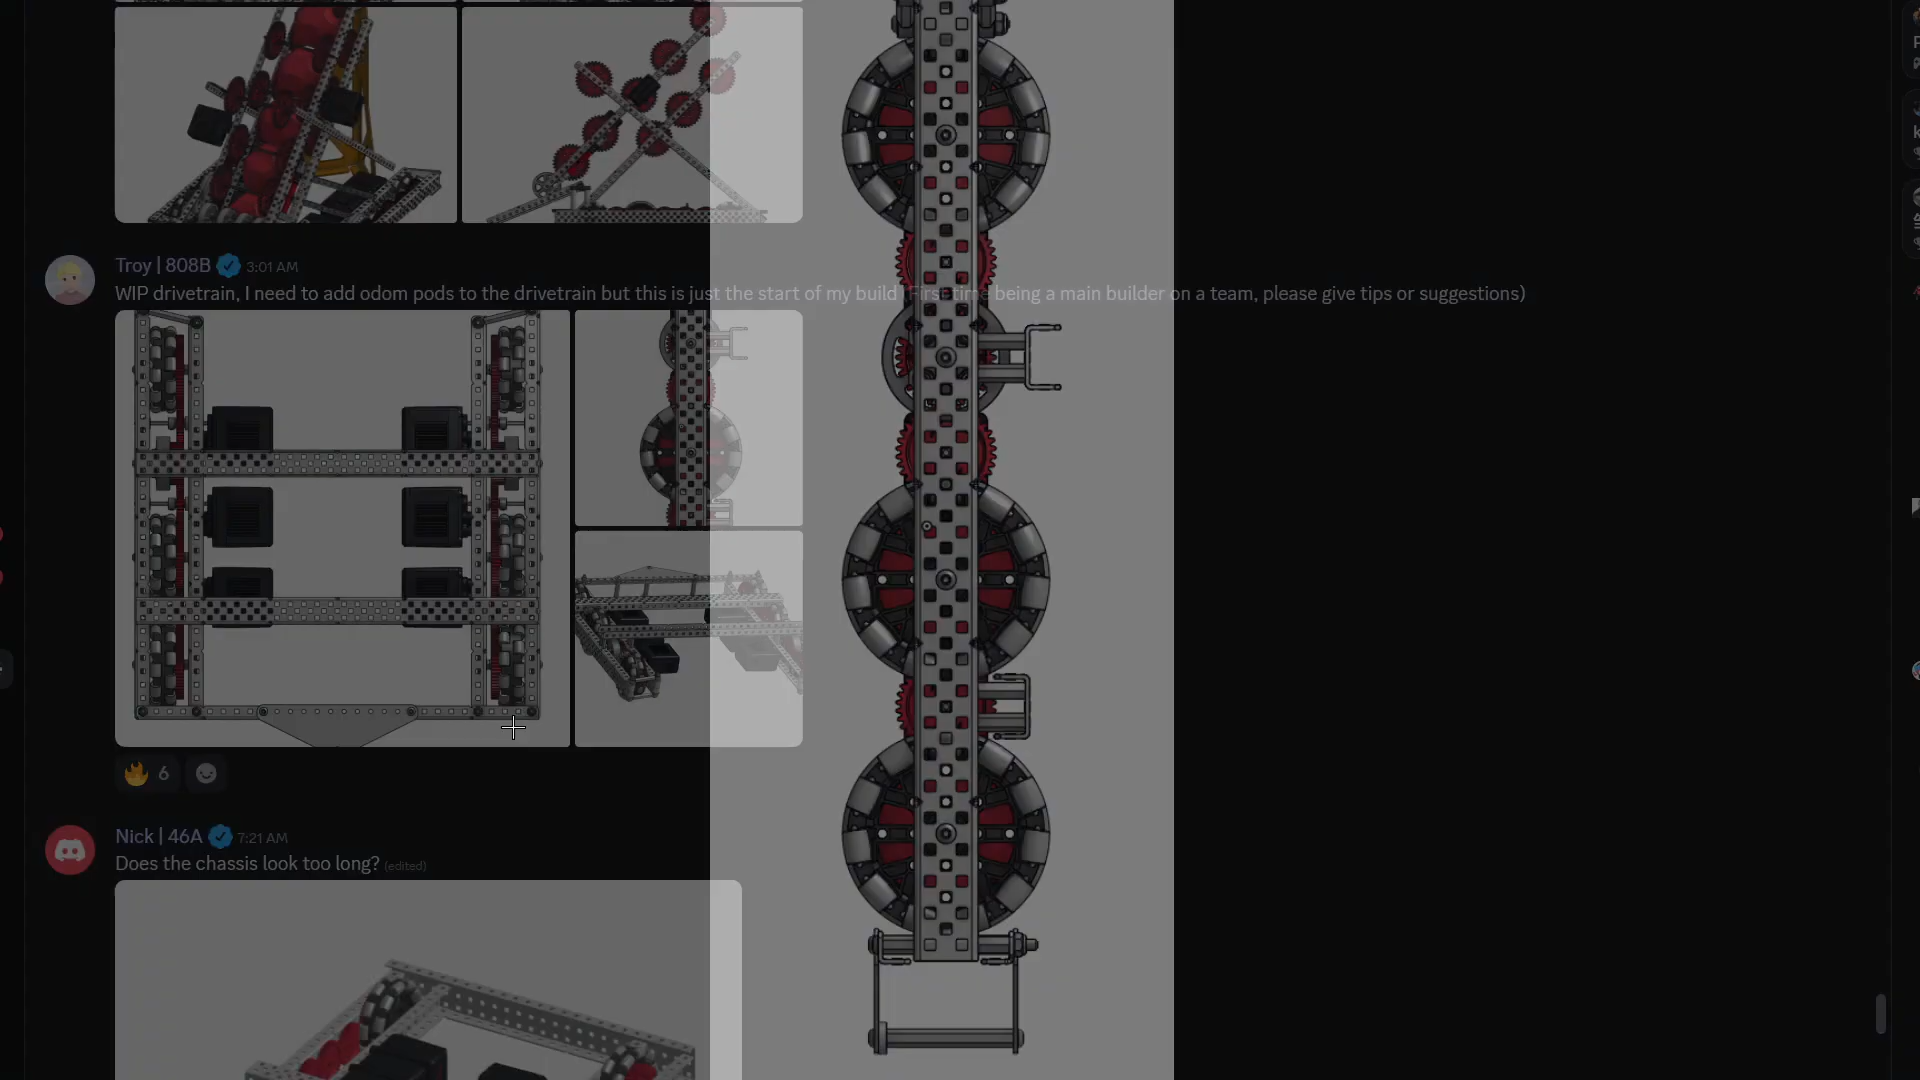 Troy | 808B 3:01 AM
WIP drivetrain, I need to add odom pods to the drivetrain but this is just the start of my build (First time being a main builder on a team, please give tips or suggestions)
6
Nick | 46A 7:21 AM
Does the chassis look too long? (edited)